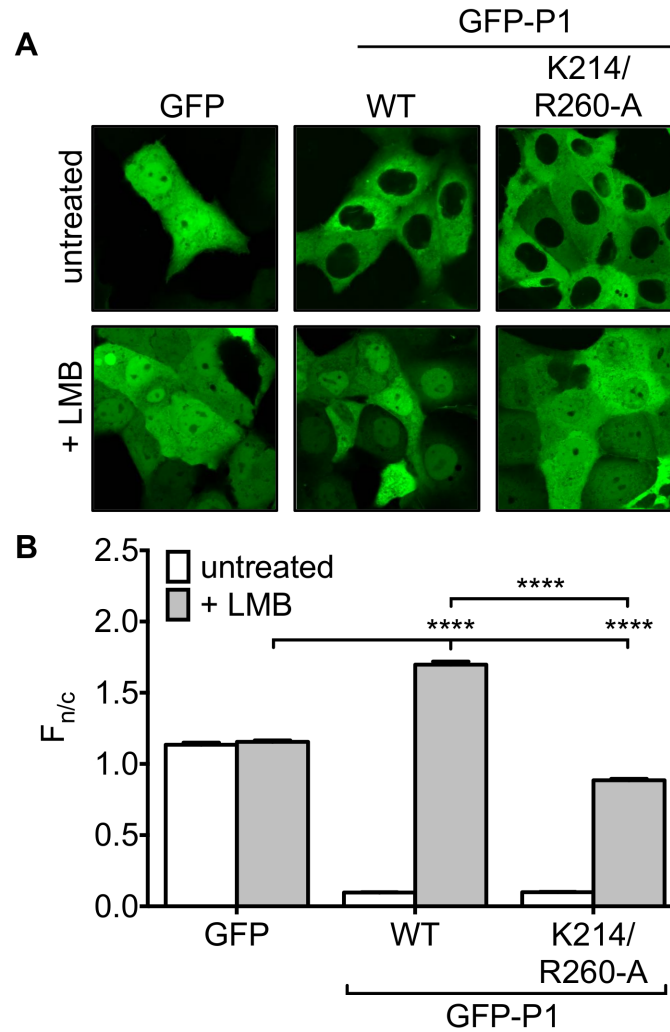 A
GFP-P1
GFP
WT
K214/
R260-A
untreated
+ LMB
B
untreated
+ LMB
****
****
****
2.5
2.0
1.5
1.0
0.5
0.0
Fn/c
GFP
WT
K214/
R260-A
GFP-P1